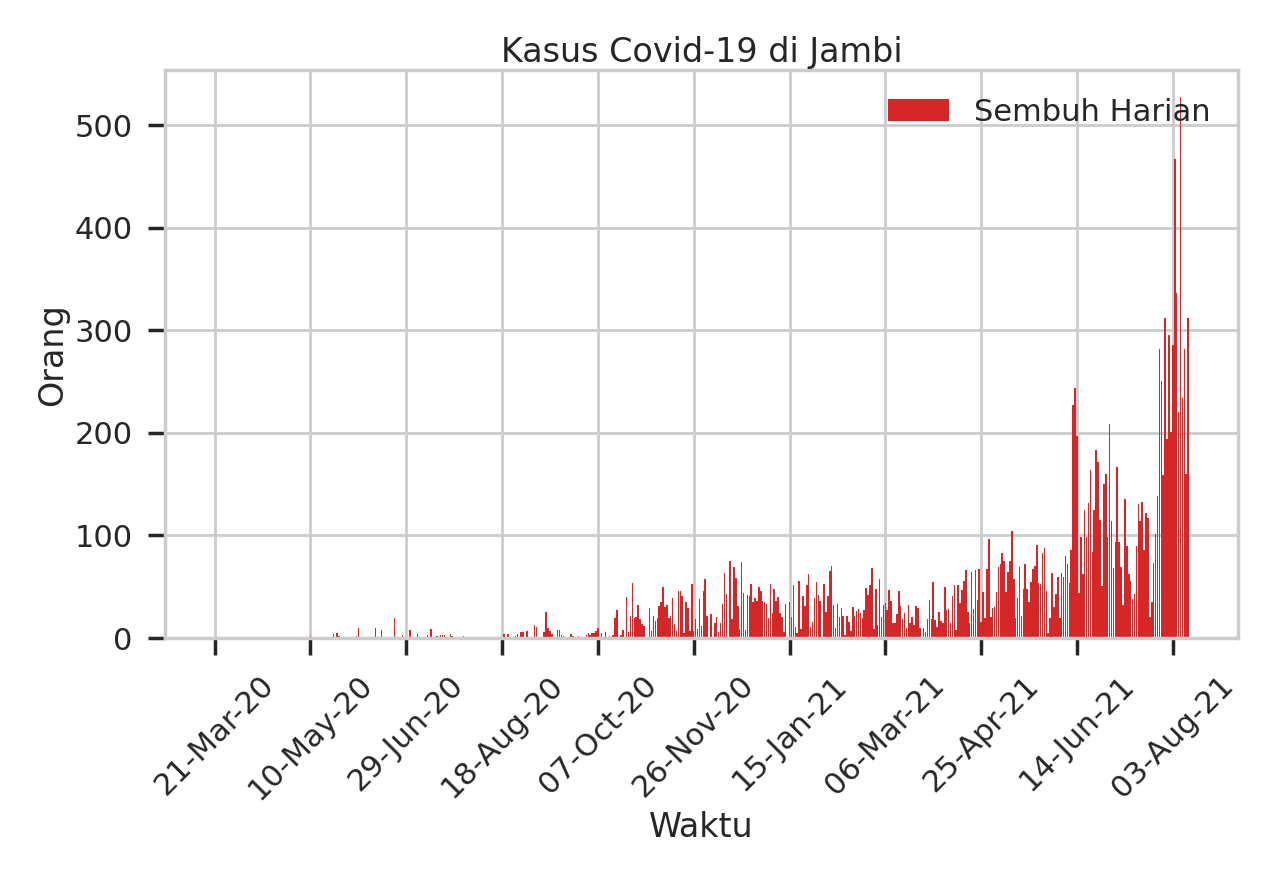 Kasus Covid-19 di Jambi
Sembuh Harian
500
400
300
200
100
0
Orang
21-Mar-20
10-May-20
29-Jun-20
18-Aug-20
07-Oct-20
26-Nov-20
15-Jan-21
06-Mar-21
25-Apr-21
14-Jun-21
03-Aug-21
Waktu